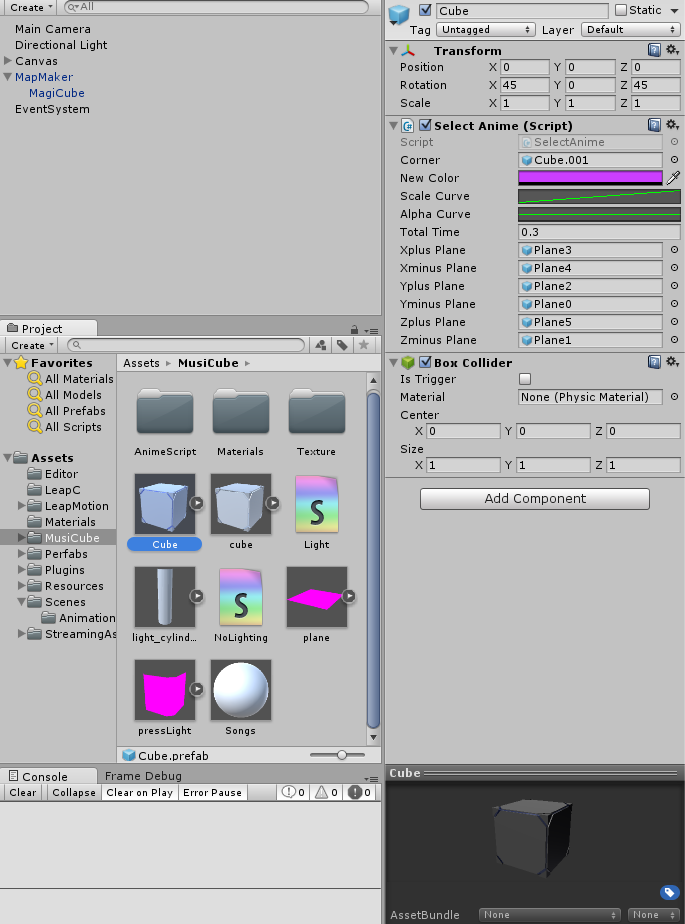 Create
All
Main Camera
Directional Light
Canvas
MapMaker
MagiCube
EventSystem
Project
Create
Favorites
All Materials
All Models
All Prefabs
All Scripts
Assets
Editor
LeapC
LeapMotion
Materials
MusiCube
Perfabs
Plugins
Resources
Scenes
Animation
StreamingAs
Assets MusiCube
AnimeScript Materials Texture
Cube cube Light
S
light_cylind... NoLighting plane
S
pressLight Songs
Cube.prefab
Console Frame Debug
Clear Collapse Clear on Play Error Pause 0 0 0
Cube Static
Tag Untagged Layer Default
Transform
Position X 0 Y 0 Z 0
Rotation X 45 Y 0 Z 45
Scale X 1 Y 1 Z 1
Select Anime (Script)
Script SelectAnime
Corner Cube.001
New Color
Scale Curve
Alpha Curve
Total Time 0.3
Xplus Plane Plane3
Xminus Plane Plane4
Yplus Plane Plane2
Yminus Plane Plane0
Zplus Plane Plane5
Zminus Plane Plane1
Box Collider
Is Trigger
Material None (Physic Material)
Center
X 0 Y 0 Z 0
Size
X 1 Y 1 Z 1
Add Component
Cube
AssetBundle None None